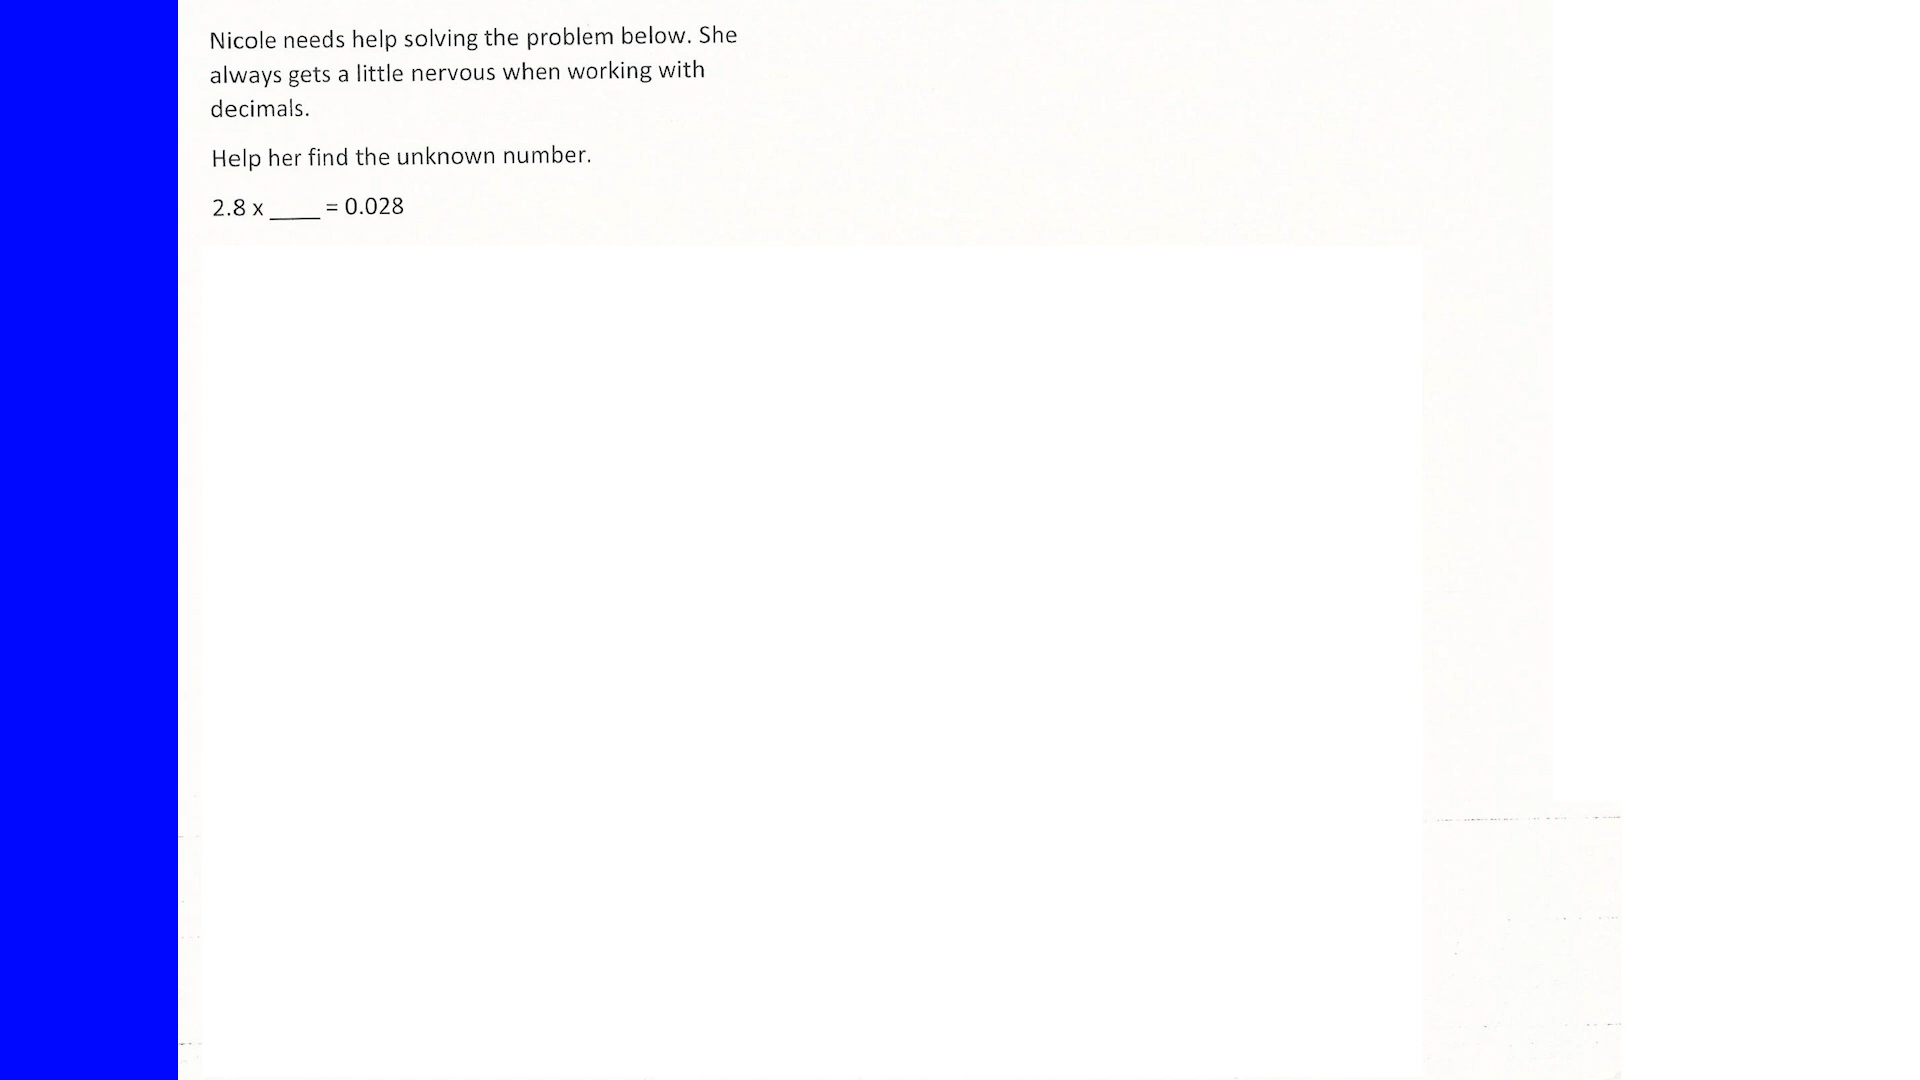 Nicole needs help solving the problem below. She
always gets a little nervous when working with
decimals.
Help her find the unknown number.
2.8 x ____ = 0.028